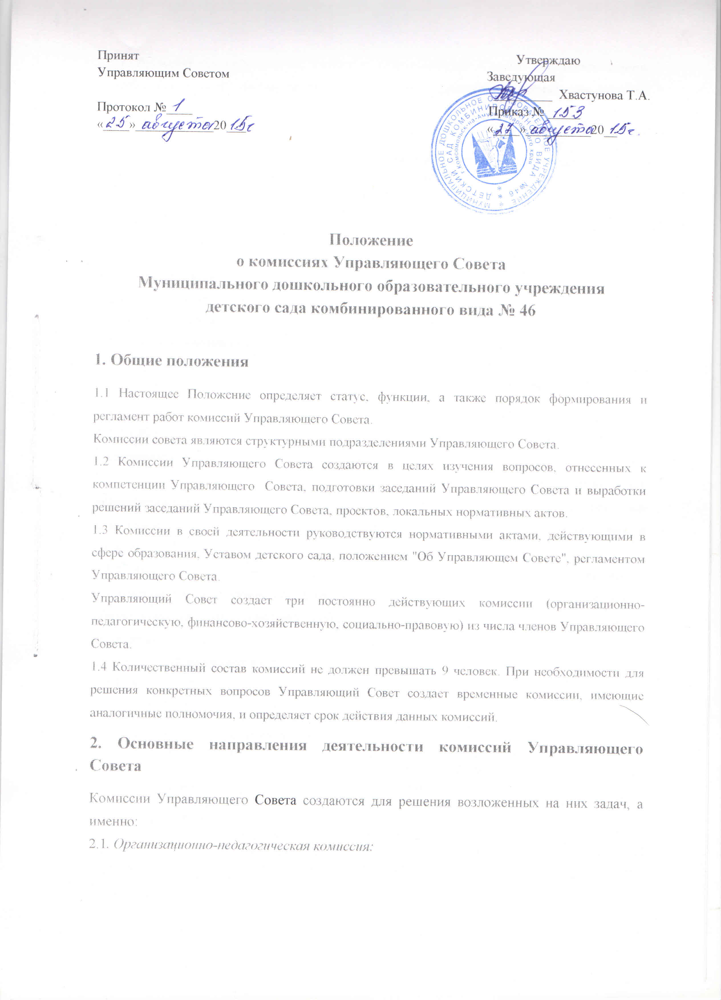 Принят
Управляющим Советом
Протокол № 1
«25» августа 2015г
Утверждаю
Заведующая
Хвастунова Т.А.
Приказ № 153
«27» августа 2015г.
МУНИЦИПАЛЬНОЕ ДОШКОЛЬНОЕ ОБРАЗОВАТЕЛЬНОЕ УЧРЕЖДЕНИЕ
ДЕТСКИЙ САД КОМБИНИРОВАННОГО ВИДА №46
г Комсомольск-на-Амуре Хабаровского края
Положение
о комиссиях Управляющего Совета
Муниципального дошкольного образовательного учреждения
детского сада комбинированного вида № 46
1. Общие положения
1.1 Настоящее Положение определяет статус, функции, а также порядок формирования и
регламент работ комиссий Управляющего Совета.
Комиссии совета являются структурными подразделениями Управляющего Совета.
1.2 Комиссии Управляющего Совета создаются в целях изучения вопросов, отнесенных к
компетенции Управляющего Совета, подготовки заседаний Управляющего Совета и выработки
решений заседаний Управляющего Совета, проектов, локальных нормативных актов.
1.3 Комиссии в своей деятельности руководствуются нормативными актами, действующими в
сфере образования, Уставом детского сада, положением "Об Управляющем Совете", регламентом
Управляющего Совета.
Управляющий Совет создает три постоянно действующих комиссии (организационно-
педагогическую, финансово-хозяйственную, социально-правовую) из числа членов Управляющего
Совета.
1.4 Количественный состав комиссий не должен превышать 9 человек. При необходимости для
решения конкретных вопросов Управляющий Совет создает временные комиссии, имеющие
аналогичные полномочия, и определяет срок действия данных комиссий.
2. Основные направления деятельности комиссий Управляющего
Совета
Комиссии Управляющего Совета создаются для решения возложенных на них задач, а
именно:
2.1. Организационно-педагогическая комиссия: